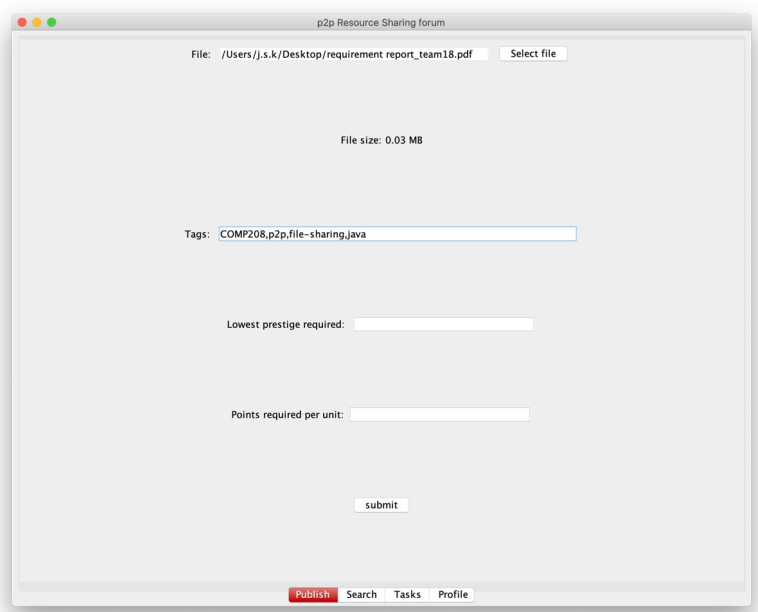 p2p Resource Sharing forum
File: /Users/j.s.k/Desktop/requirement report_team18.pdf Select file
File size: 0.03 MB
Tags: COMP208,p2p,file-sharing,java
Lowest prestige required:
Points required per unit:
submit
Publish Search Tasks Profile